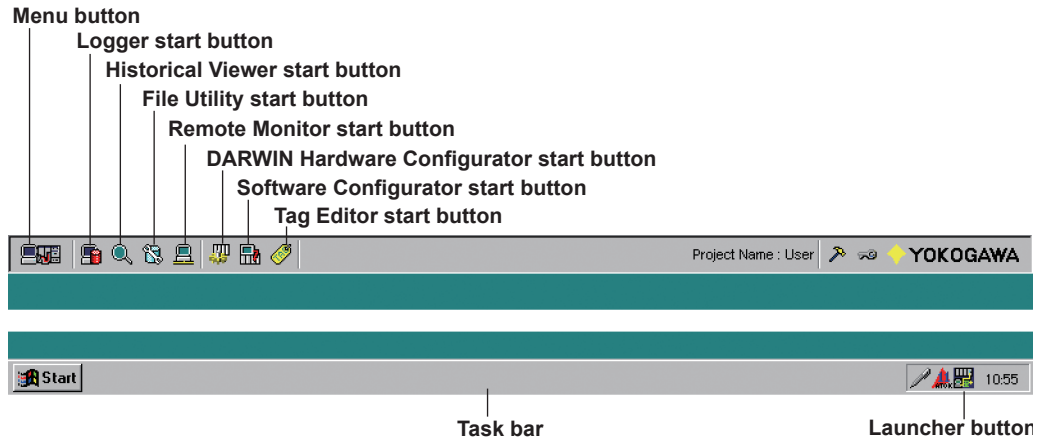 Menu button
Logger start button
Historical Viewer start button
File Utility start button
Remote Monitor start button
DARWIN Hardware Configurator start button
Software Configurator start button
Tag Editor start button
Project Name : User YOKOGAWA
Start 10:55
Task bar Launcher button